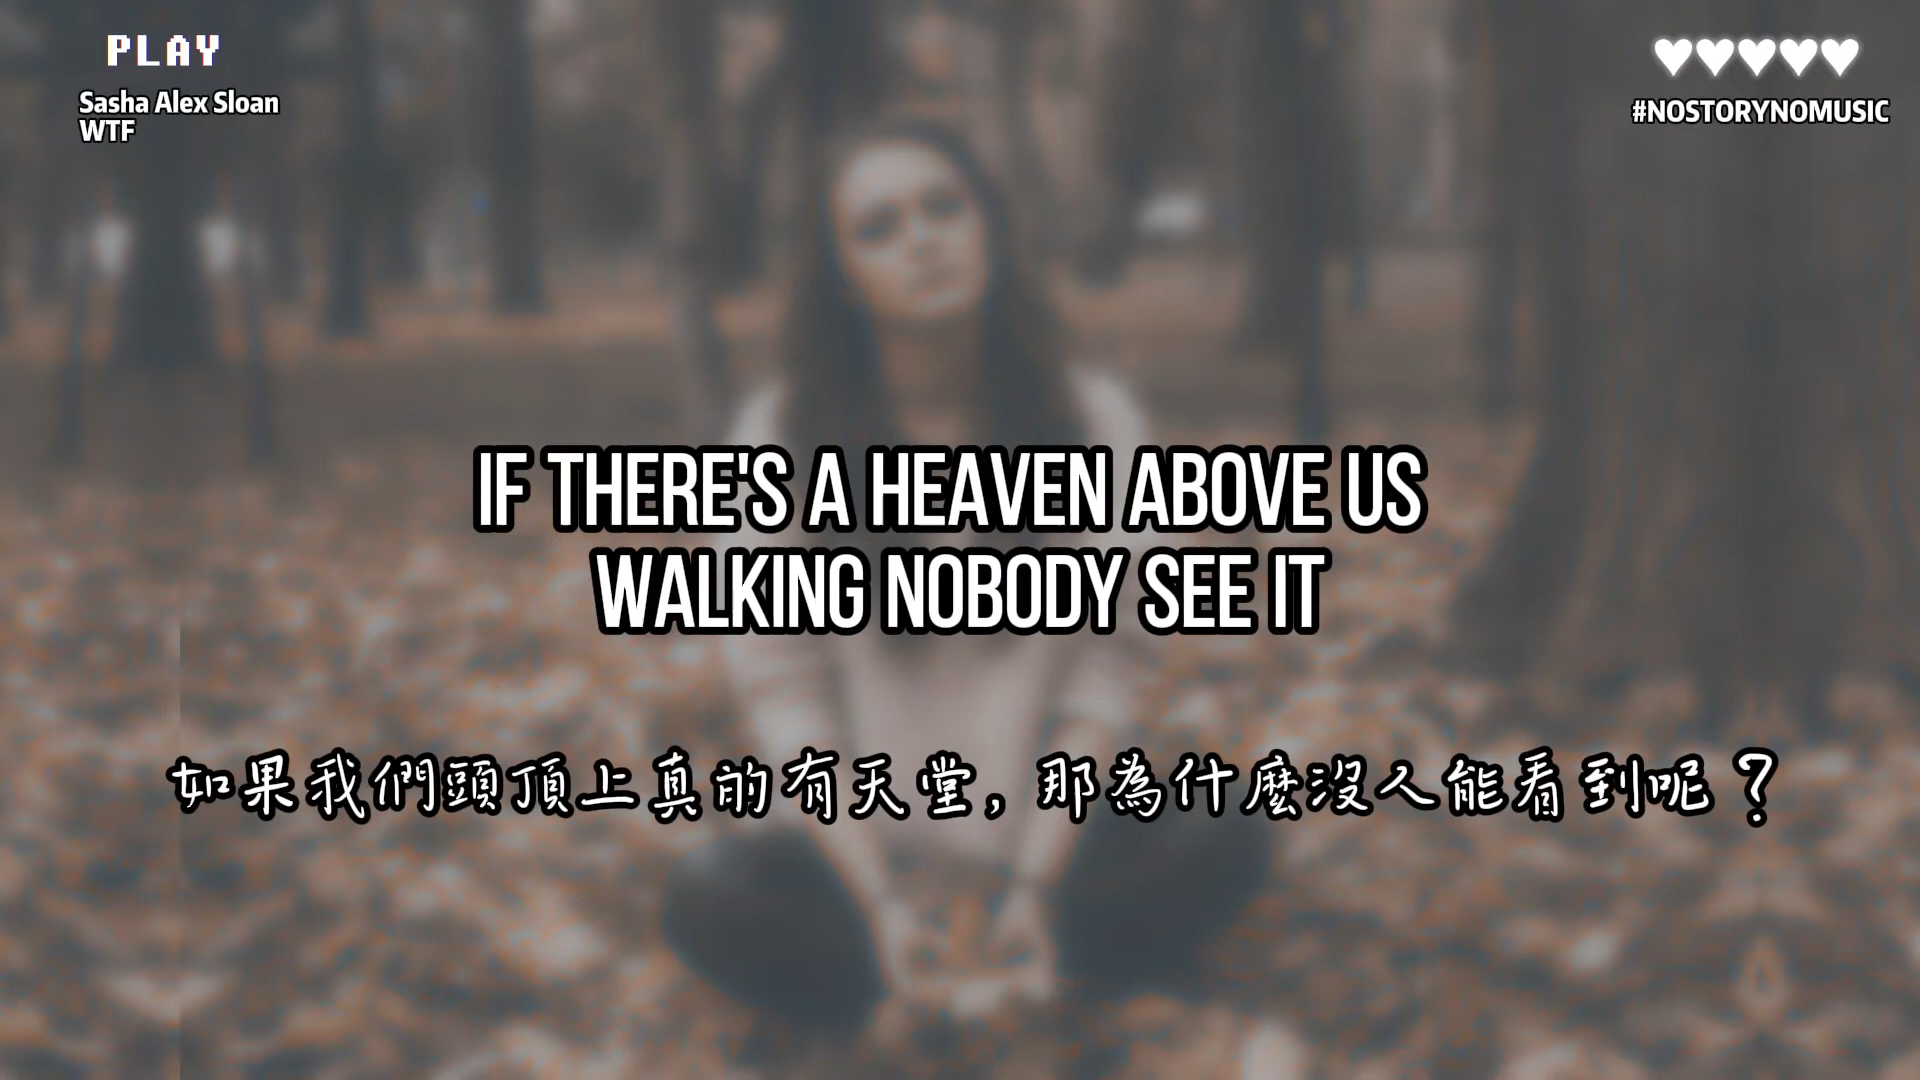 PLAY
Sasha Alex Sloan
WTF
#NOSTORYNOMUSIC
IF THERE'S A HEAVEN ABOVE US
WALKING NOBODY SEE IT
如果我們頭頂上真的有天堂，那為什麼沒人能看到呢？